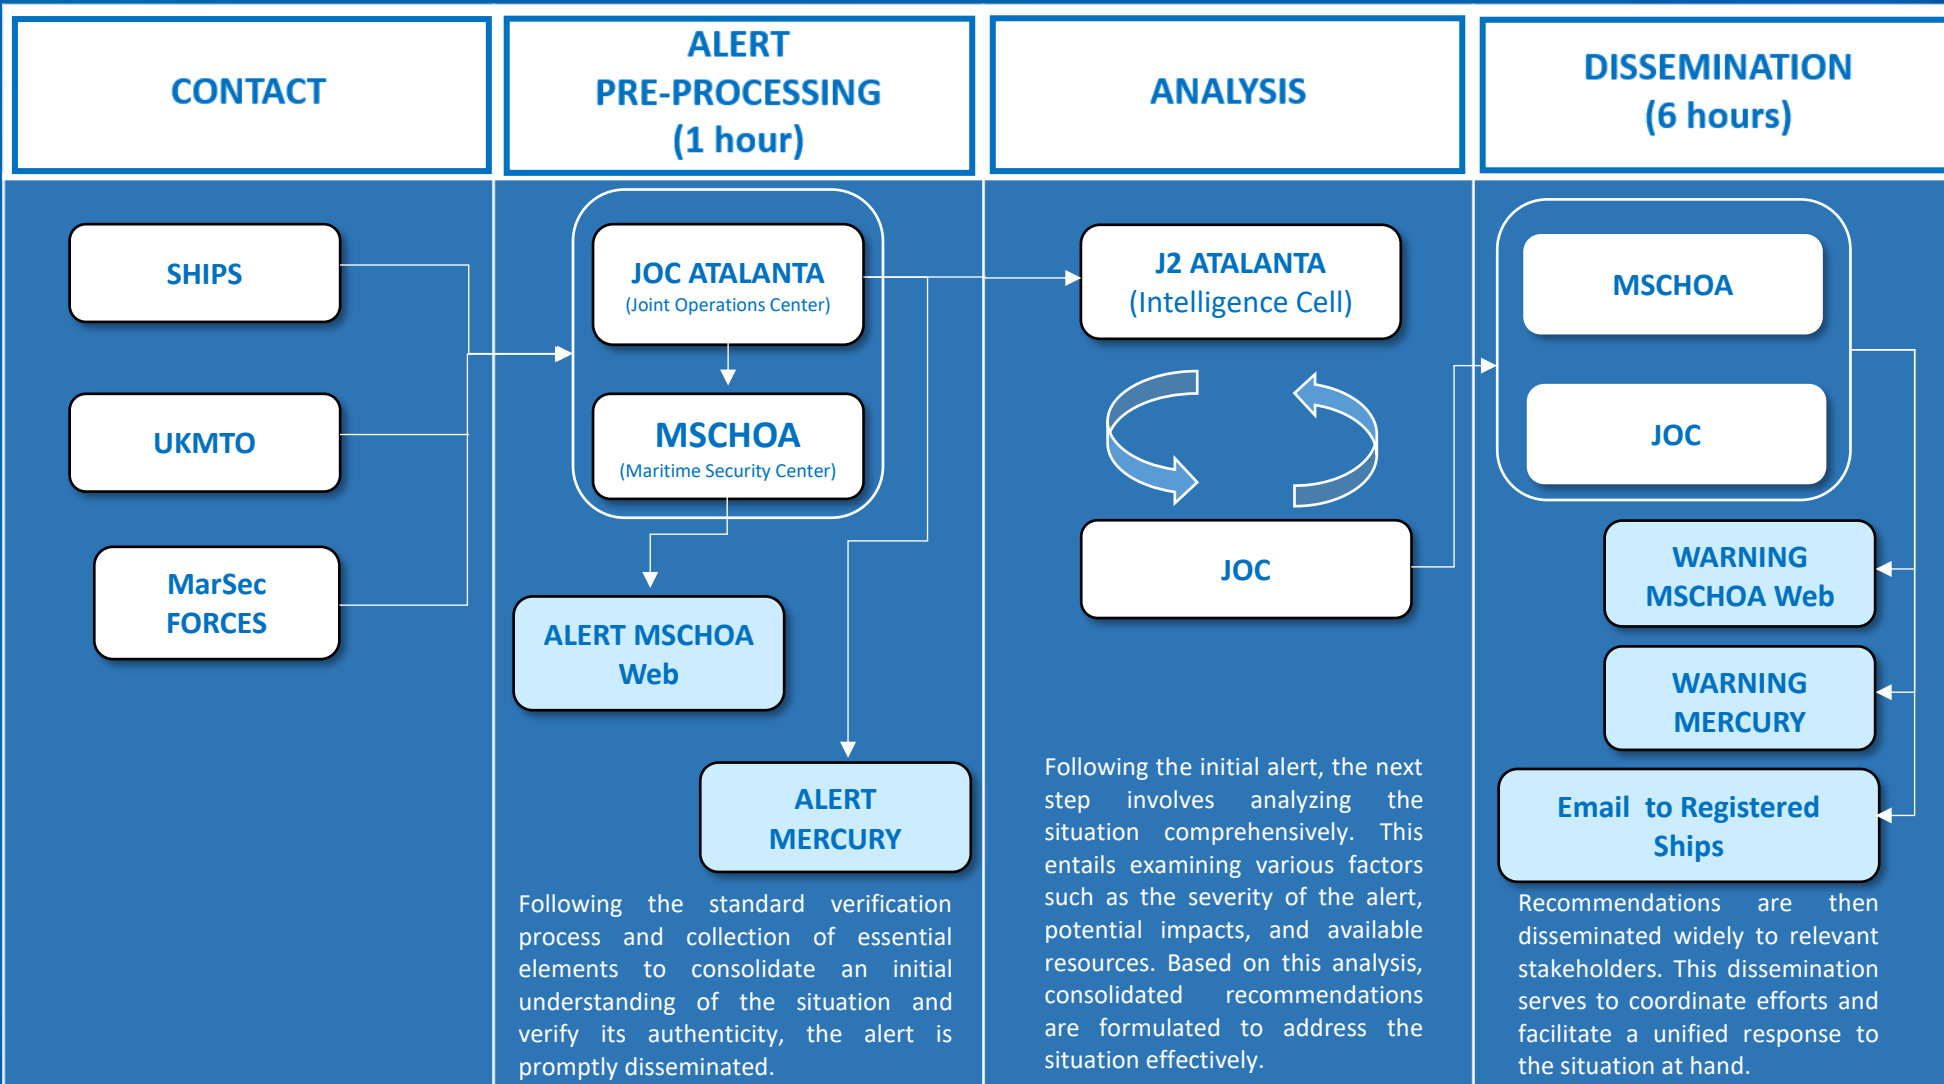 CONTACT
ALERT
PRE-PROCESSING
(1 hour)
ANALYSIS
DISSEMINATION
(6 hours)
SHIPS
UKMTO
MarSec
FORCES
JOC ATALANTA
(Joint Operations Center)
MSCHOA
(Maritime Security Center)
ALERT MSCHOA
Web
ALERT
MERCURY
Following the standard verification
process and collection of essential
elements to consolidate an initial
understanding of the situation and
verify its authenticity, the alert is
promptly disseminated.
J2 ATALANTA
(Intelligence Cell)
JOC
Following the initial alert, the next
step involves analyzing the
situation comprehensively. This
entails examining various factors
such as the severity of the alert,
potential impacts, and available
resources. Based on this analysis,
consolidated recommendations
are formulated to address the
situation effectively.
MSCHOA
JOC
WARNING
MSCHOA Web
WARNING
MERCURY
Email to Registered
Ships
Recommendations are then
disseminated widely to relevant
stakeholders. This dissemination
serves to coordinate efforts and
facilitate a unified response to
the situation at hand.